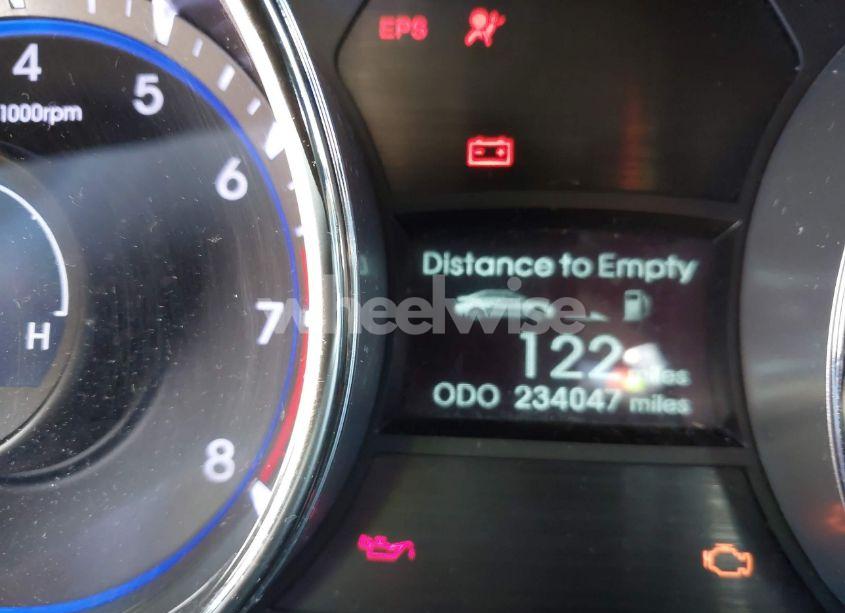 EPS
4
5
1000rpm
6
7
8
H
Distance to Empty
122 miles
ODO 234047 miles
wheelwise